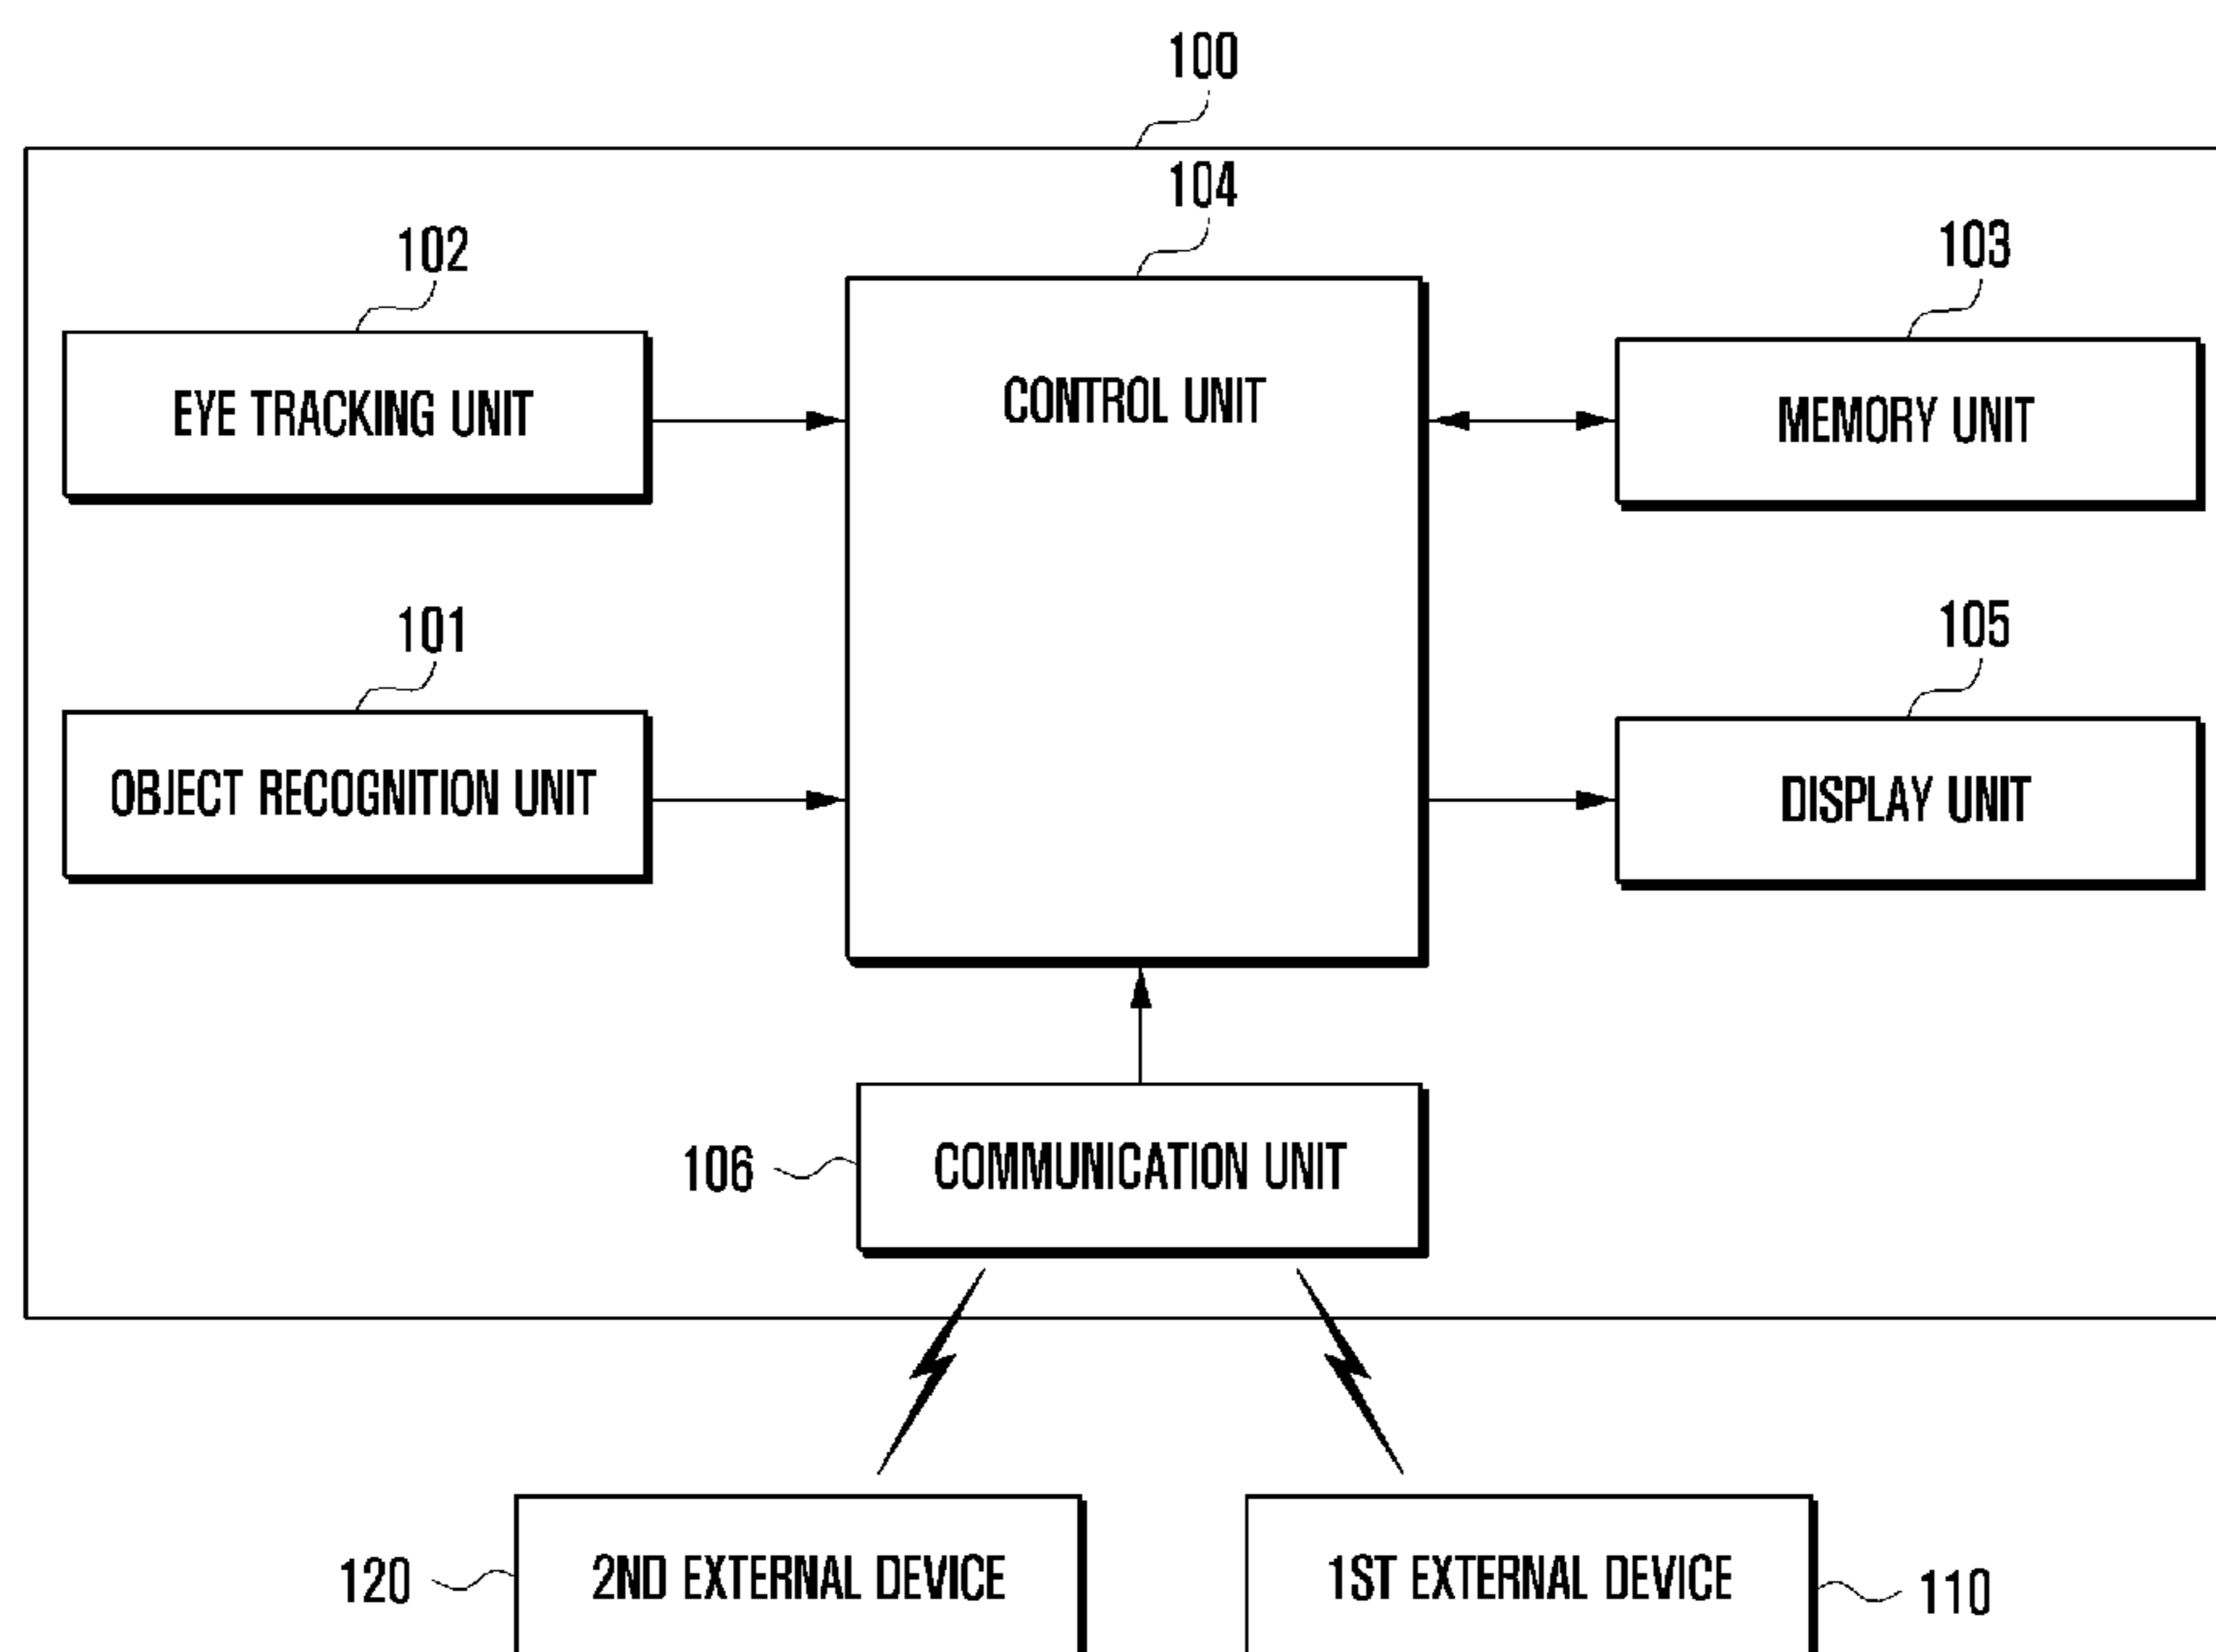 100
104
102
103
EYE TRACKING UNIT
CONTROL UNIT
MEMORY UNIT
101
105
OBJECT RECOGNITION UNIT
DISPLAY UNIT
106
COMMUNICATION UNIT
120
2ND EXTERNAL DEVICE
1ST EXTERNAL DEVICE
110